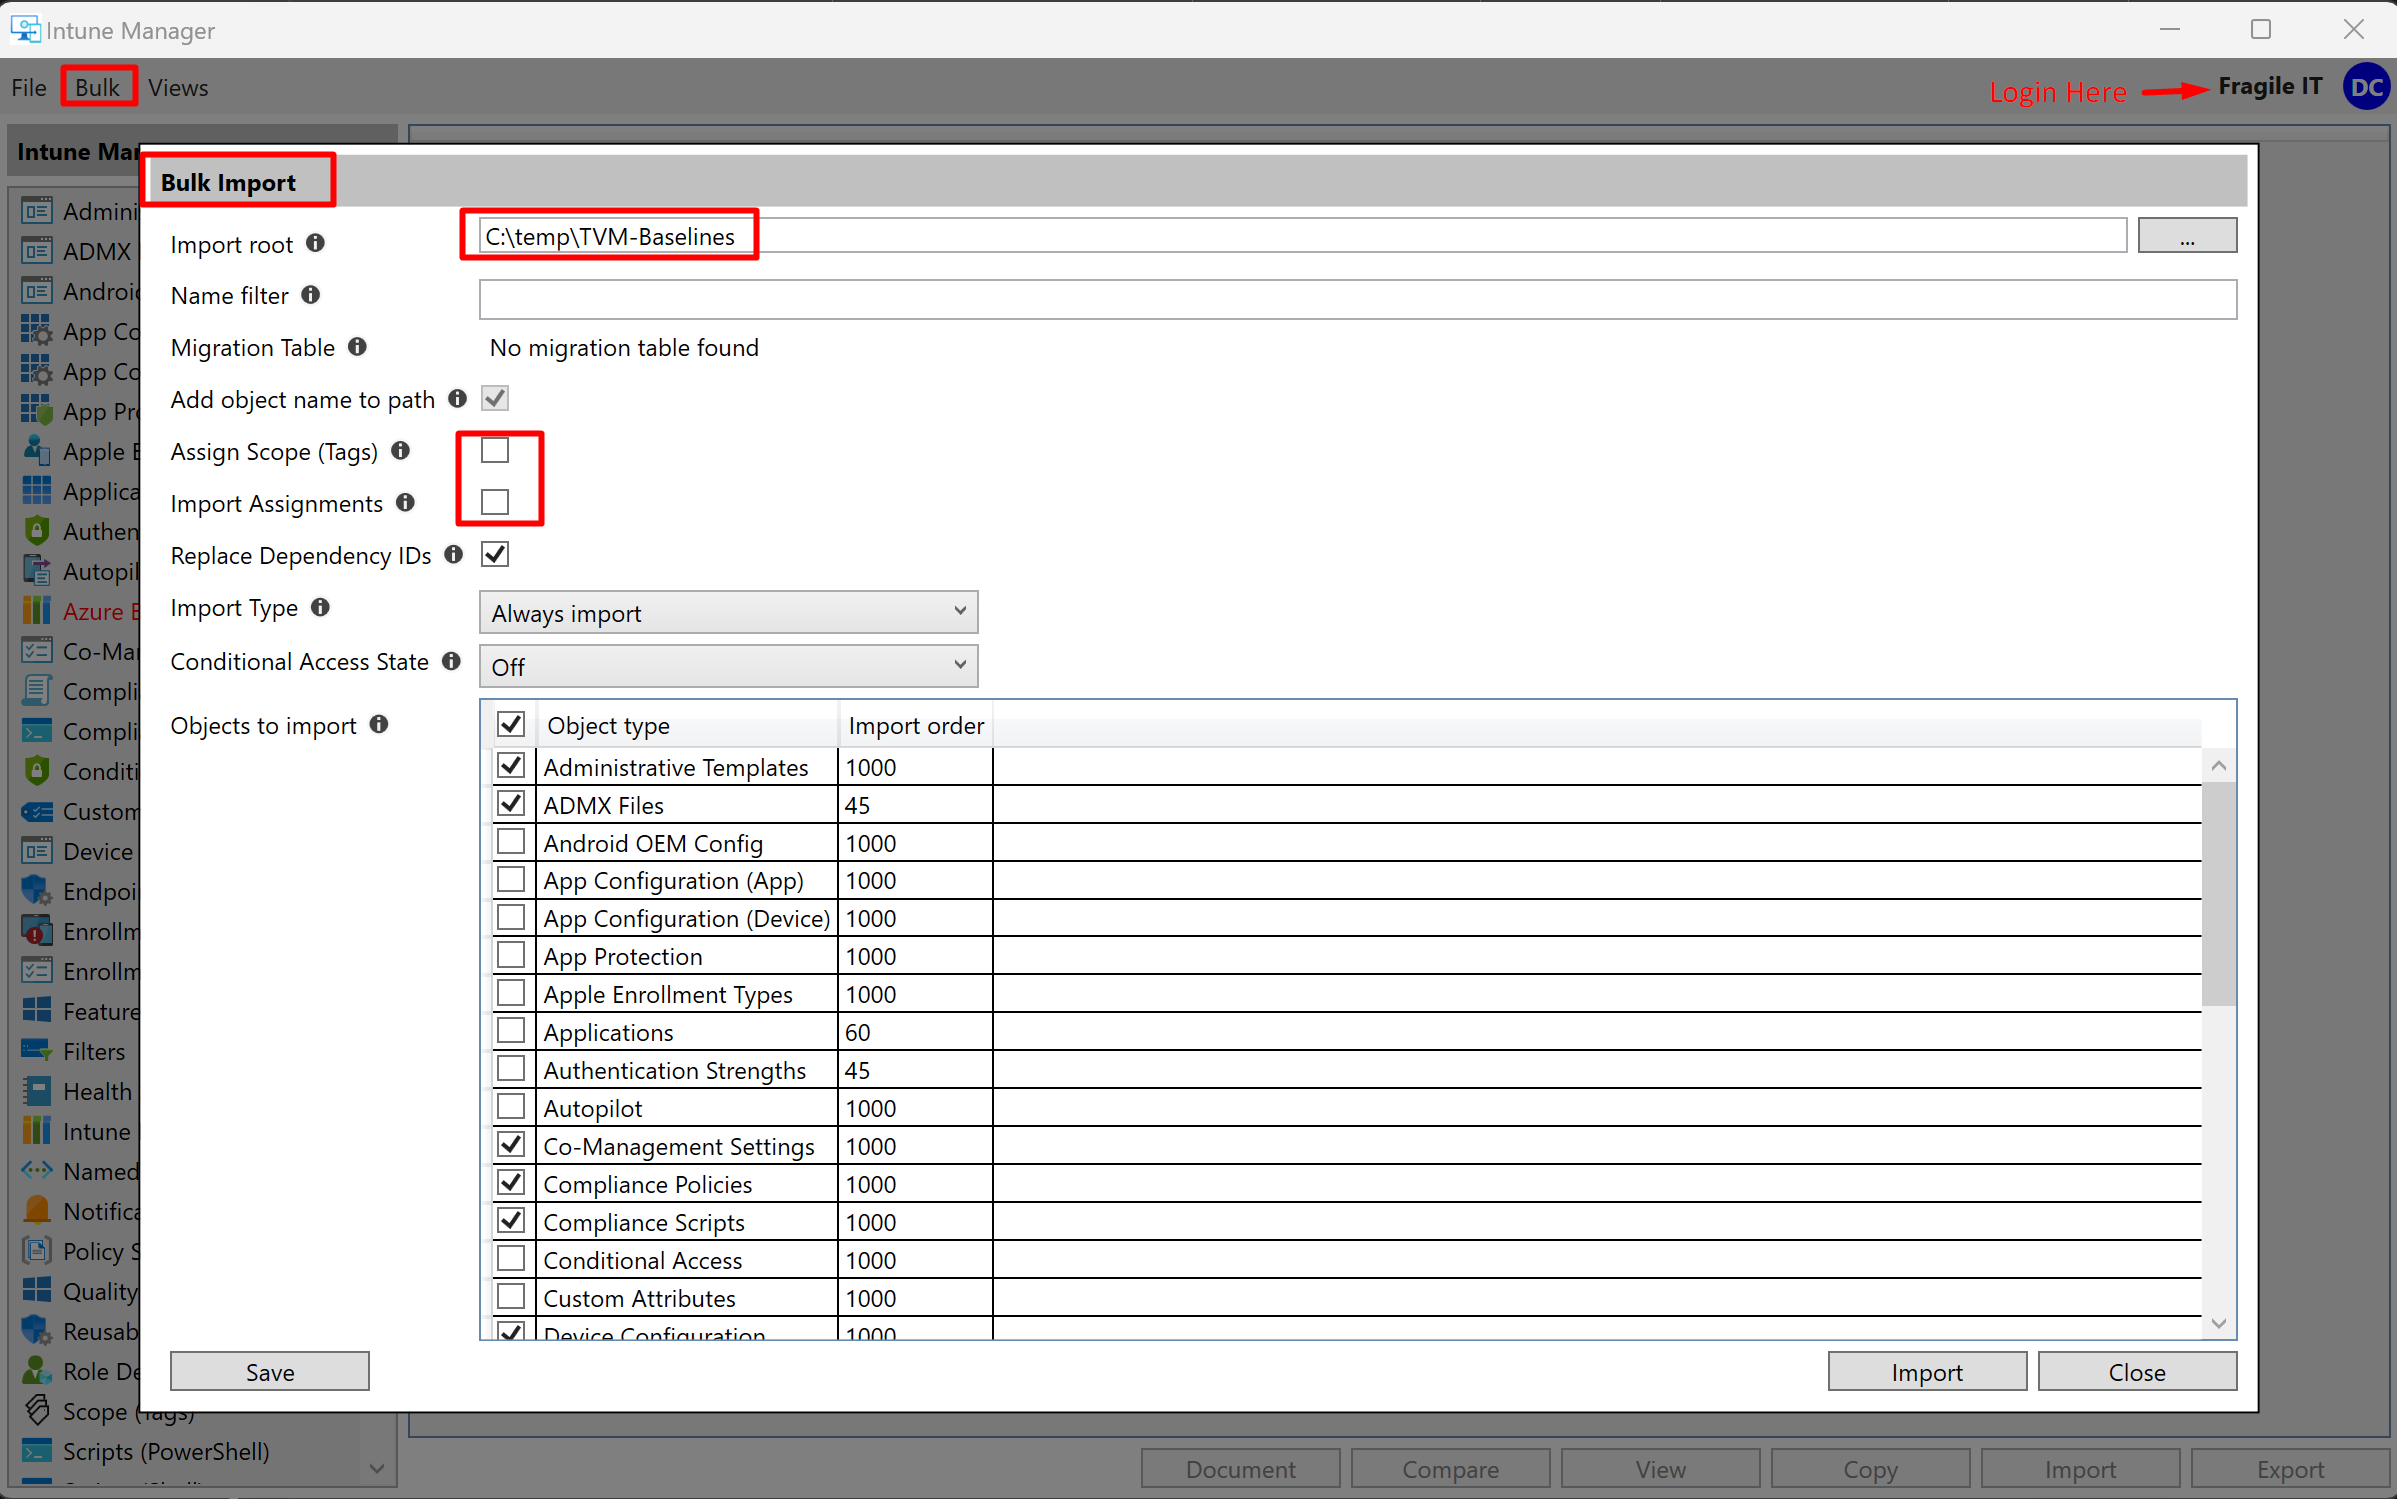 Intune Manager
File Bulk Views
Login Here
Fragile IT DC
Intune Mar
Bulk Import
Import root
C:\temp\TVM-Baselines
...
Name filter
Migration Table
No migration table found
Add object name to path
Assign Scope (Tags)
Import Assignments
Replace Dependency IDs
Import Type
Always import
Conditional Access State
Off
Objects to import
Object type Import order
Administrative Templates 1000
ADMX Files 45
Android OEM Config 1000
App Configuration (App) 1000
App Configuration (Device) 1000
App Protection 1000
Apple Enrollment Types 1000
Applications 60
Authentication Strengths 45
Autopilot 1000
Co-Management Settings 1000
Compliance Policies 1000
Compliance Scripts 1000
Conditional Access 1000
Custom Attributes 1000
Device Configuration 1000
Save
Import
Close
Admini
ADMX
Android
App Co
App Co
App Pro
Apple E
Applica
Authen
Autopil
Azure B
Co-Mar
Compli
Compli
Conditi
Custom
Device
Endpoi
Enrollm
Enrollm
Feature
Filters
Health
Intune
Named
Notifica
Policy S
Quality
Reusab
Role De
Scope (Tags)
Scripts (PowerShell)
Document Compare View Copy Import Export